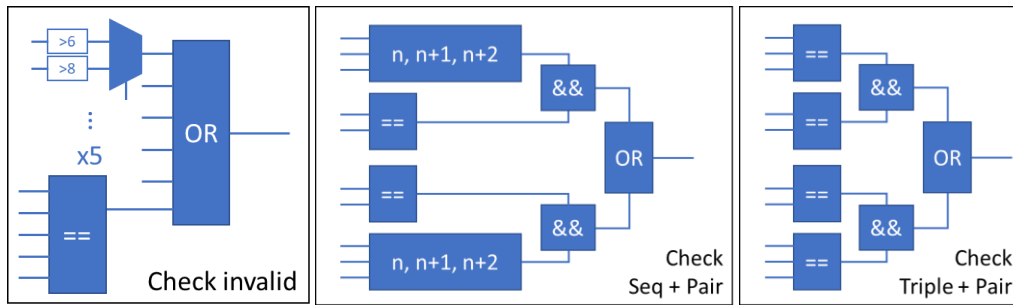 >6
>8
⋮
x5
OR
==
Check invalid
n, n+1, n+2
&&
==
OR
==
&&
n, n+1, n+2
Check
Seq + Pair
==
&&
==
OR
==
&&
==
Check
Triple + Pair